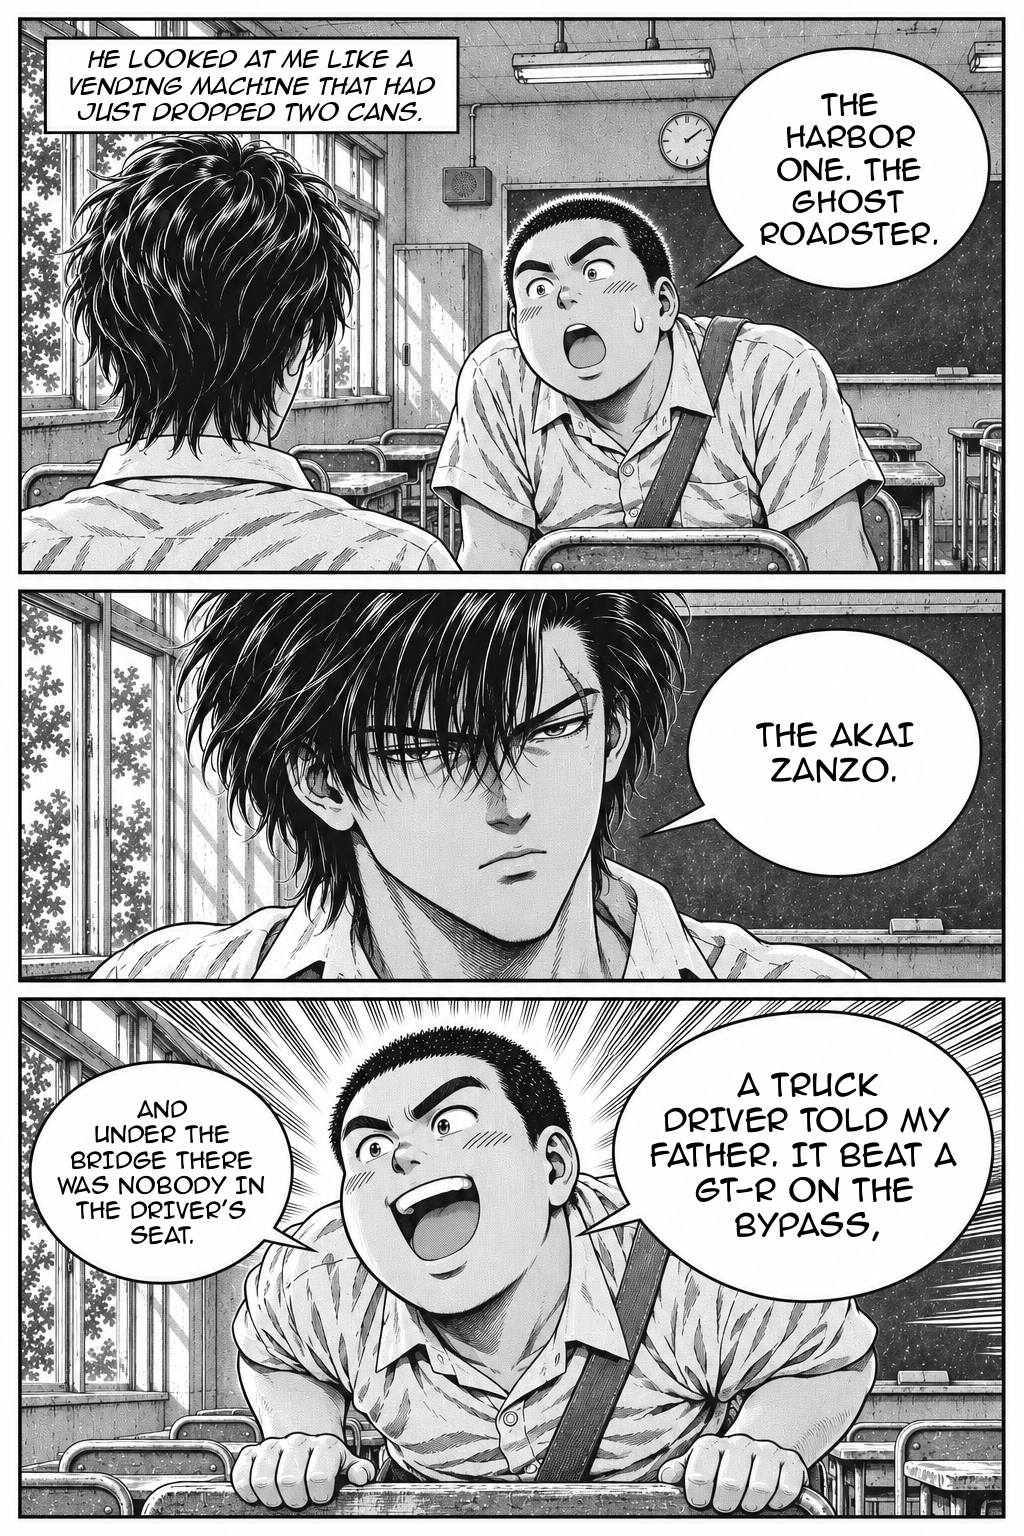 HE LOOKED AT ME LIKE A
VENDING MACHINE THAT HAD
JUST DROPPED TWO CANS.
THE
HARBOR
ONE. THE
GHOST
ROADSTER.
THE AKAI
ZANZO.
A TRUCK
DRIVER TOLD MY
FATHER. IT BEAT A
GT-R ON THE
BYPASS,
AND
UNDER THE
BRIDGE THERE
WAS NOBODY IN
THE DRIVER'S
SEAT.